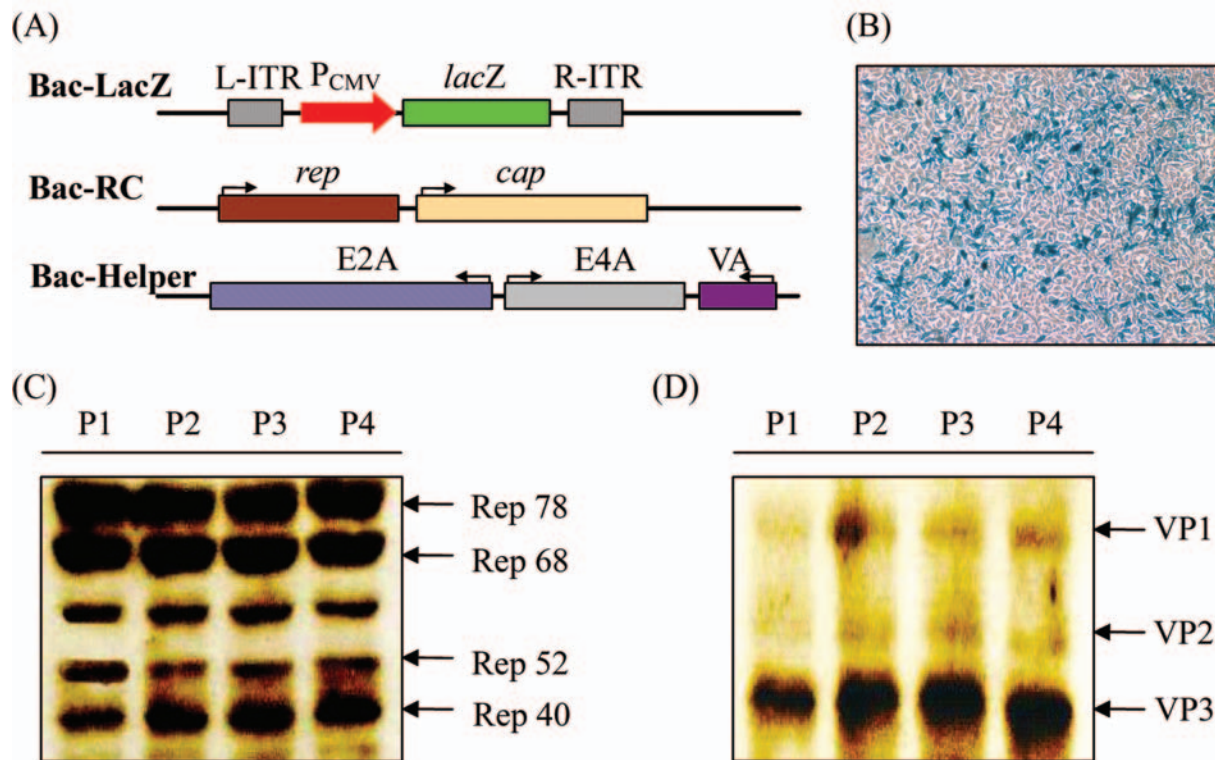 (A)
L-ITR P_CMV lacZ R-ITR
Bac-LacZ
rep cap
Bac-RC
E2A E4A VA
Bac-Helper
(B)
(C)
P1 P2 P3 P4
Rep 78
Rep 68
Rep 52
Rep 40
(D)
P1 P2 P3 P4
VP1
VP2
VP3